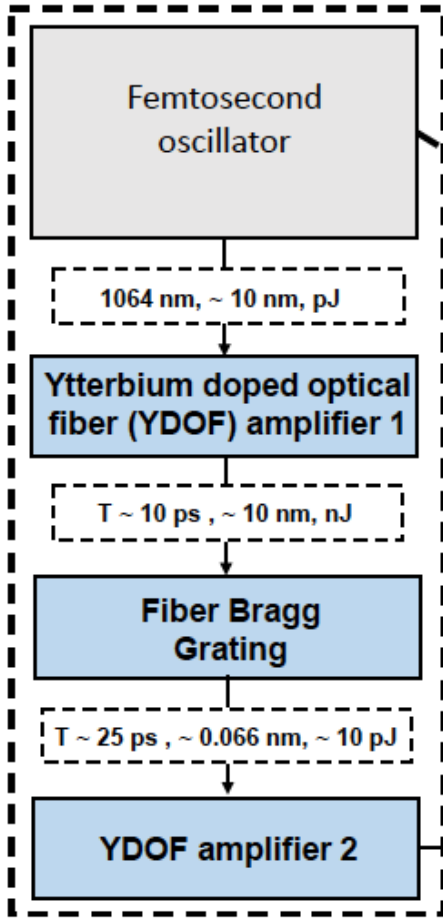 Femtosecond
oscillator
1064 nm, ~ 10 nm, pJ
Ytterbium doped optical
fiber (YDOF) amplifier 1
T ~ 10 ps , ~ 10 nm, nJ
Fiber Bragg
Grating
T ~ 25 ps , ~ 0.066 nm, ~ 10 pJ
YDOF amplifier 2